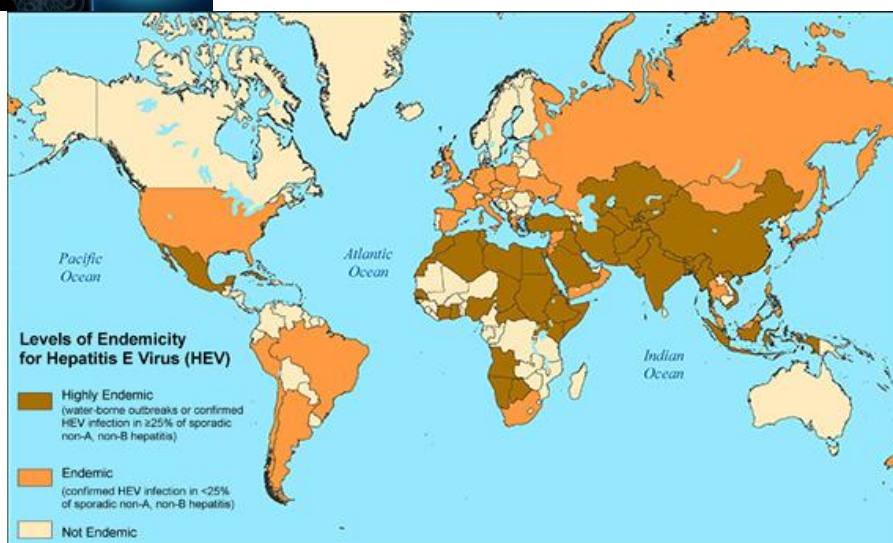 Pacific
Ocean
Atlantic
Ocean
Indian
Ocean
Levels of Endemicity
for Hepatitis E Virus (HEV)
Highly Endemic
(water-borne outbreaks or confirmed
HEV infection in ≥25% of sporadic
non-A, non-B hepatitis)
Endemic
(confirmed HEV infection in <25%
of sporadic non-A, non-B hepatitis)
Not Endemic